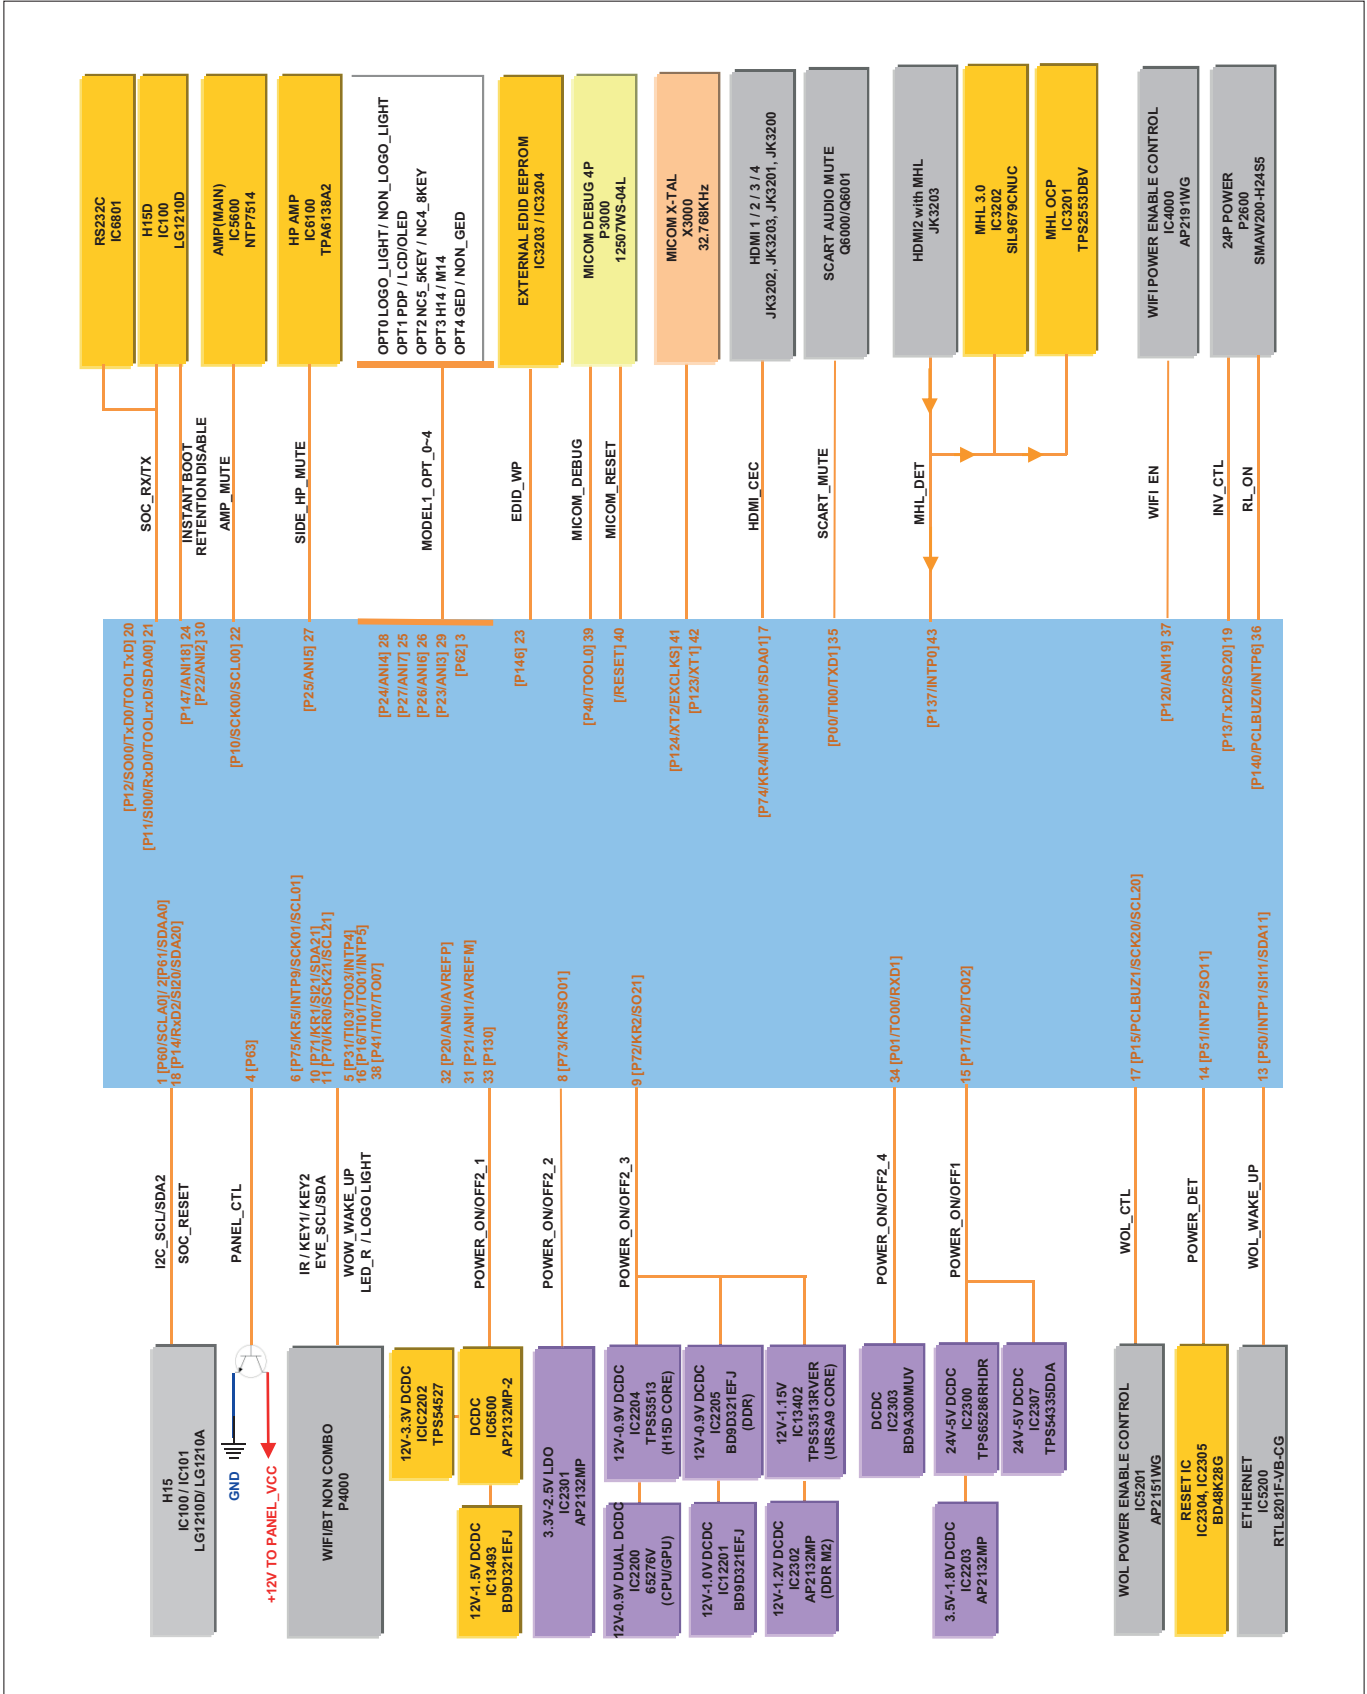 RS232C
IC6801
H15D
IC100
LG1210D
AMP(MAIN)
IC5600
NTP7514
HP AMP
IC6100
TPA6138A2
OPT0 LOGO_LIGHT / NON_LOGO_LIGHT
OPT1 PDP / LCD/OLED
OPT2 NC5_5KEY / NC4_8KEY
OPT3 H14 / M14
OPT4 GED / NON_GED
EXTERNAL EDID EEPROM
IC3203 / IC3204
MICOM DEBUG 4P
P3000
12507WS-04L
MICOM X-TAL
X3000
32.768KHz
HDMI 1 / 2 / 3 / 4
JK3202, JK3203, JK3201, JK3200
SCART AUDIO MUTE
Q6000/Q6001
HDMI2 with MHL
JK3203
MHL 3.0
IC3202
SIL9679CNUC
MHL OCP
IC3201
TPS2553DBV
WIFI POWER ENABLE CONTROL
IC4000
AP2191WG
24P POWER
P2600
SMAW200-H24S5
SOC_RX/TX
INSTANT BOOT
RETENTION DISABLE
AMP_MUTE
SIDE_HP_MUTE
MODEL1_OPT_0~4
EDID_WP
MICOM_DEBUG
MICOM_RESET
HDMI_CEC
SCART_MUTE
MHL_DET
WIFI EN
INV_CTL
RL_ON
[P12/SO00/TxD0/TOOLTxD] 20
[P11/SI00/RxD0/TOOLrxD/SDA00] 21
[P147/ANI18] 24
[P22/ANI2] 30
[P10/SCK00/SCL00] 22
[P25/ANI5] 27
[P24/ANI4] 28
[P27/ANI7] 25
[P26/ANI6] 26
[P23/ANI3] 29
[P62] 3
[P146] 23
[P40/TOOL0] 39
[/RESET] 40
[P124/XT2/EXCLKS] 41
[P123/XT1] 42
[P74/KR4/INTP8/SI01/SDA01] 7
[P00/TI00/TXD1] 35
[P137/INTP0] 43
[P120/ANI19] 37
[P13/TxD2/SO20] 19
[P140/PCLBUZ0/INTP6] 36
1 [P60/SCLA0]/ 2[P61/SDAA0]
18 [P14/RxD2/SI20/SDA20]
4 [P63]
6 [P75/KR5/INTP9/SCK01/SCL01]
10 [P71/KR1/SI21/SDA21]
11 [P70/KR0/SCK21/SCL21]
5 [P31/TI03/TO03/INTP4]
16 [P16/TI01/TO01/INTP5]
38 [P41/TI07/TO07]
32 [P20/ANI0/AVREFP]
31 [P21/ANI1/AVREFM]
33 [P130]
8 [P73/KR3/SO01]
9 [P72/KR2/SO21]
34 [P01/TO00/RXD1]
15 [P17/TI02/TO02]
17 [P15/PCLBUZ1/SCK20/SCL20]
14 [P51/INTP2/SO11]
13 [P50/INTP1/SI11/SDA11]
I2C_SCL/SDA2
SOC_RESET
PANEL_CTL
IR / KEY1/ KEY2
EYE_SCL/SDA
WOW_WAKE_UP
LED_R / LOGO LIGHT
POWER_ON/OFF2_1
POWER_ON/OFF2_2
POWER_ON/OFF2_3
POWER_ON/OFF2_4
POWER_ON/OFF1
WOL_CTL
POWER_DET
WOL_WAKE_UP
H15
IC100 / IC101
LG1210D/ LG1210A
GND
+12V TO PANEL_VCC
WIFI/BT NON COMBO
P4000
12V-3.3V DCDC
ICIC2202
TPS54527
DCDC
IC6500
AP2132MP-2
12V-1.5V DCDC
IC13493
BD9D321EFJ
3.3V-2.5V LDO
IC2301
AP2132MP
12V-0.9V DCDC
IC2204
TPS53513
(H15D CORE)
12V-0.9V DUAL DCDC
IC2200
65276V
(CPU/GPU)
12V-0.9V DCDC
IC2205
BD9D321EFJ
(DDR)
12V-1.0V DCDC
IC12201
BD9D321EFJ
12V-1.15V
IC13402
TPS53513RVER
(URSA9 CORE)
12V-1.2V DCDC
IC2302
AP2132MP
(DDR M2)
DCDC
IC2303
BD9A300MUV
24V-5V DCDC
IC2300
TPS65286RHDR
24V-5V DCDC
IC2307
TPS54335DDA
3.5V-1.8V DCDC
IC2203
AP2132MP
WOL POWER ENABLE CONTROL
IC5201
AP2151WG
RESET IC
IC2304, IC2305
BD48K28G
ETHERNET
IC5200
RTL8201F-VB-CG